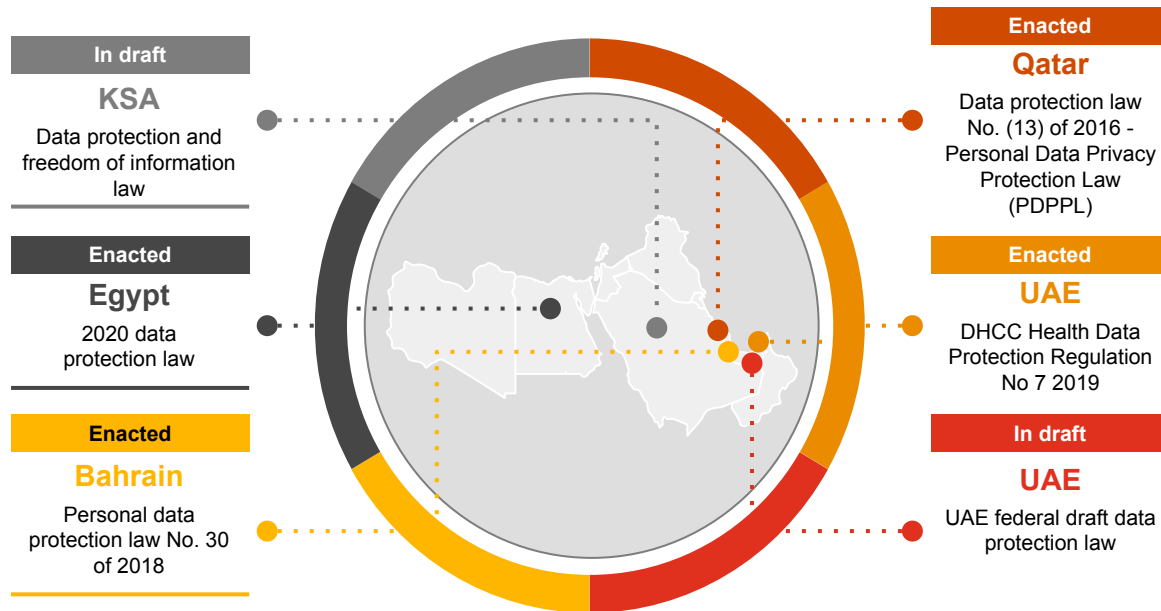 In draft
KSA
Data protection and
freedom of information
law
Enacted
Egypt
2020 data
protection law
Enacted
Bahrain
Personal data
protection law No. 30
of 2018
Enacted
Qatar
Data protection law
No. (13) of 2016 -
Personal Data Privacy
Protection Law
(PDPPL)
Enacted
UAE
DHCC Health Data
Protection Regulation
No 7 2019
In draft
UAE
UAE federal draft data
protection law